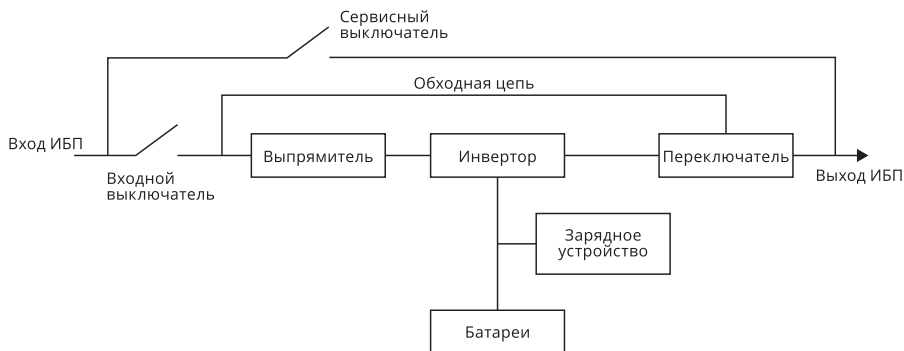 Сервисный
выключатель
Обходная цепь
Вход ИБП
Выпрямитель
Инвертор
Переключатель
Входной
выключатель
Выход ИБП
Зарядное
устройство
Батареи